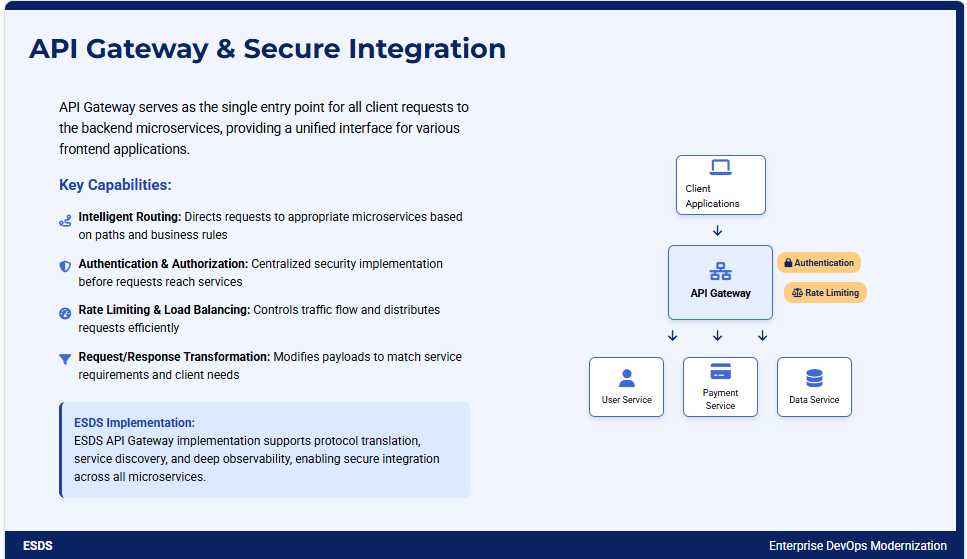 API Gateway & Secure Integration
API Gateway serves as the single entry point for all client requests to
the backend microservices, providing a unified interface for various
frontend applications.
Key Capabilities:
Intelligent Routing: Directs requests to appropriate microservices based
on paths and business rules
Authentication & Authorization: Centralized security implementation
before requests reach services
Rate Limiting & Load Balancing: Controls traffic flow and distributes
requests efficiently
Request/Response Transformation: Modifies payloads to match service
requirements and client needs
ESDS Implementation:
ESDS API Gateway implementation supports protocol translation,
service discovery, and deep observability, enabling secure integration
across all microservices.
Client
Applications
API Gateway
Authentication
Rate Limiting
User Service
Payment
Service
Data Service
ESDS
Enterprise DevOps Modernization